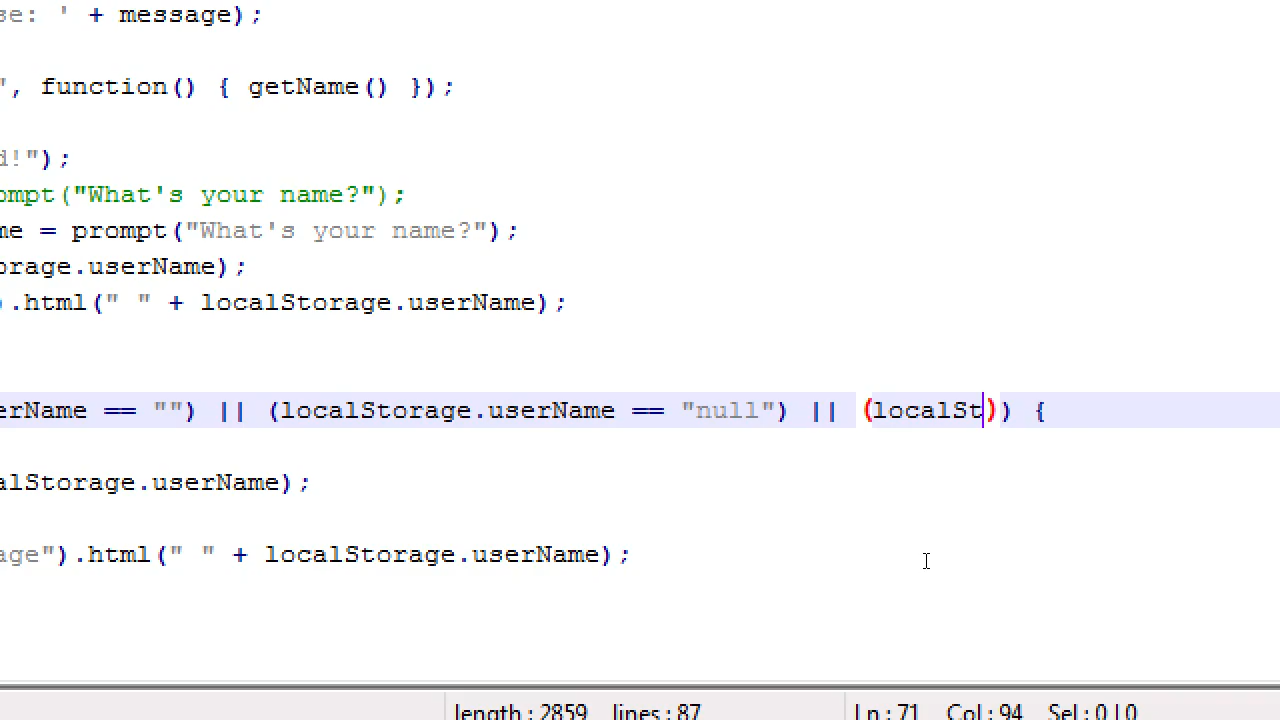 se: ' + message);
", function() { getName() });
d!");
ompt("What's your name?");
me = prompt("What's your name?");
orage.userName);
).html(" " + localStorage.userName);
erName == "") || (localStorage.userName == "null") || (localSt)) {
alStorage.userName);
age").html(" " + localStorage.userName);
length : 2859 lines : 87 Ln : 71 Col : 94 Sel : 0 | 0